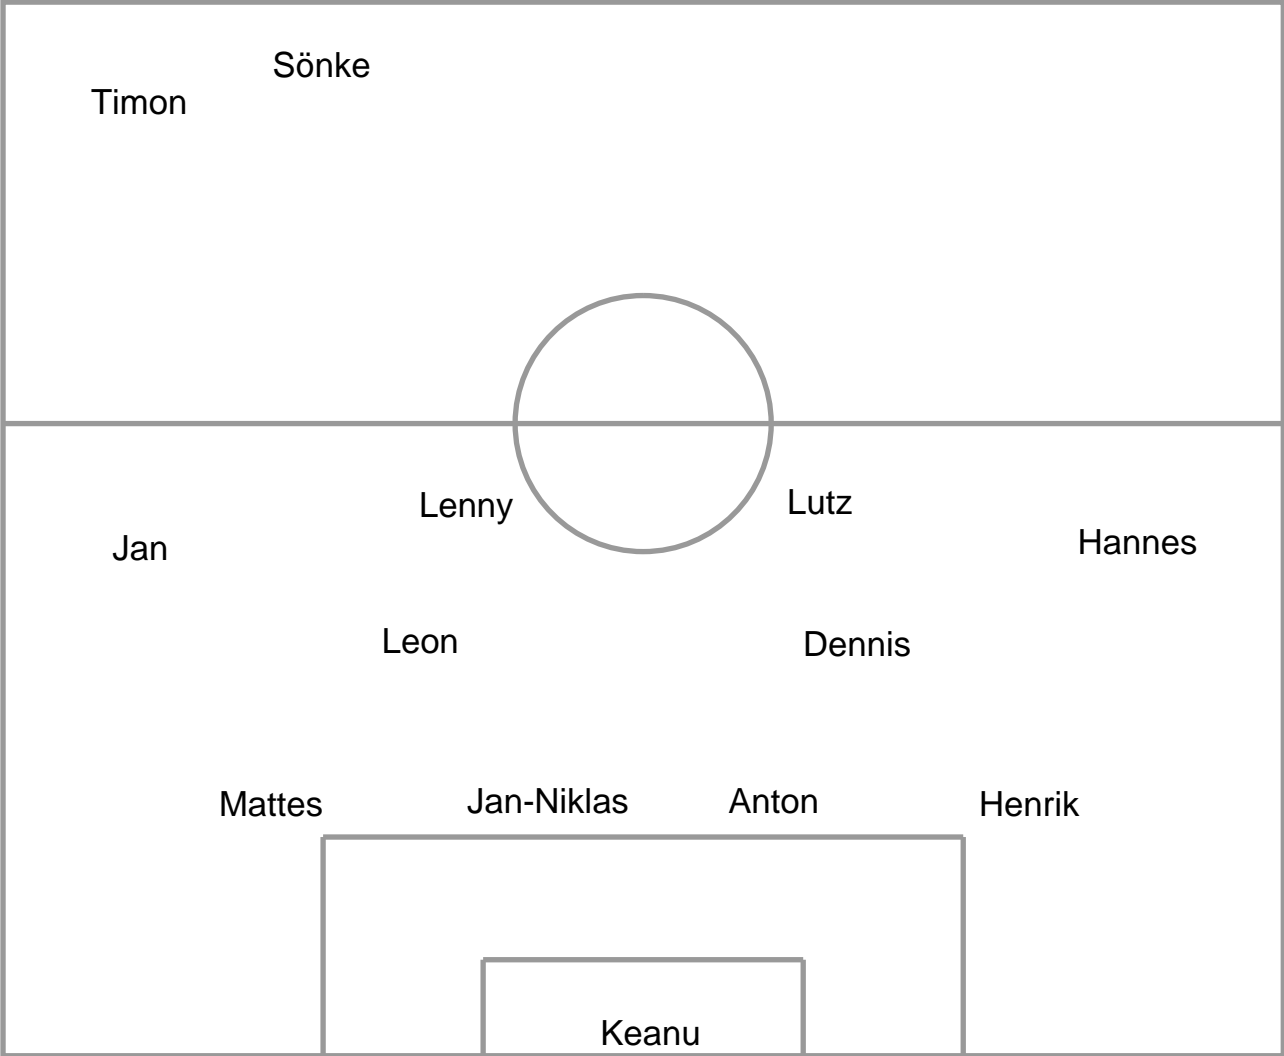 Sönke
Timon
Lenny
Lutz
Jan
Hannes
Leon
Dennis
Mattes
Jan-Niklas
Anton
Henrik
Keanu